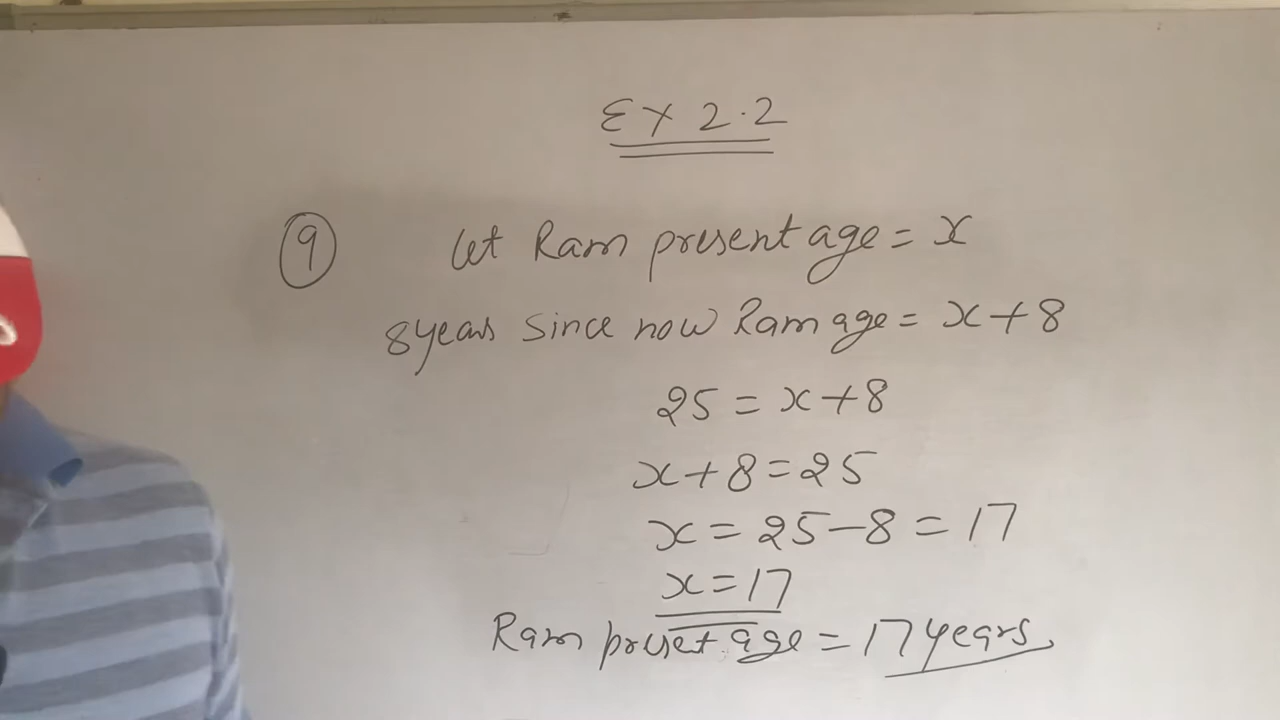 EX 2.2
9 let Ram present age = x
8 years since now Ram age = x+8
25 = x+8
x+8 = 25
x = 25-8 = 17
x = 17
Ram preset age = 17 years